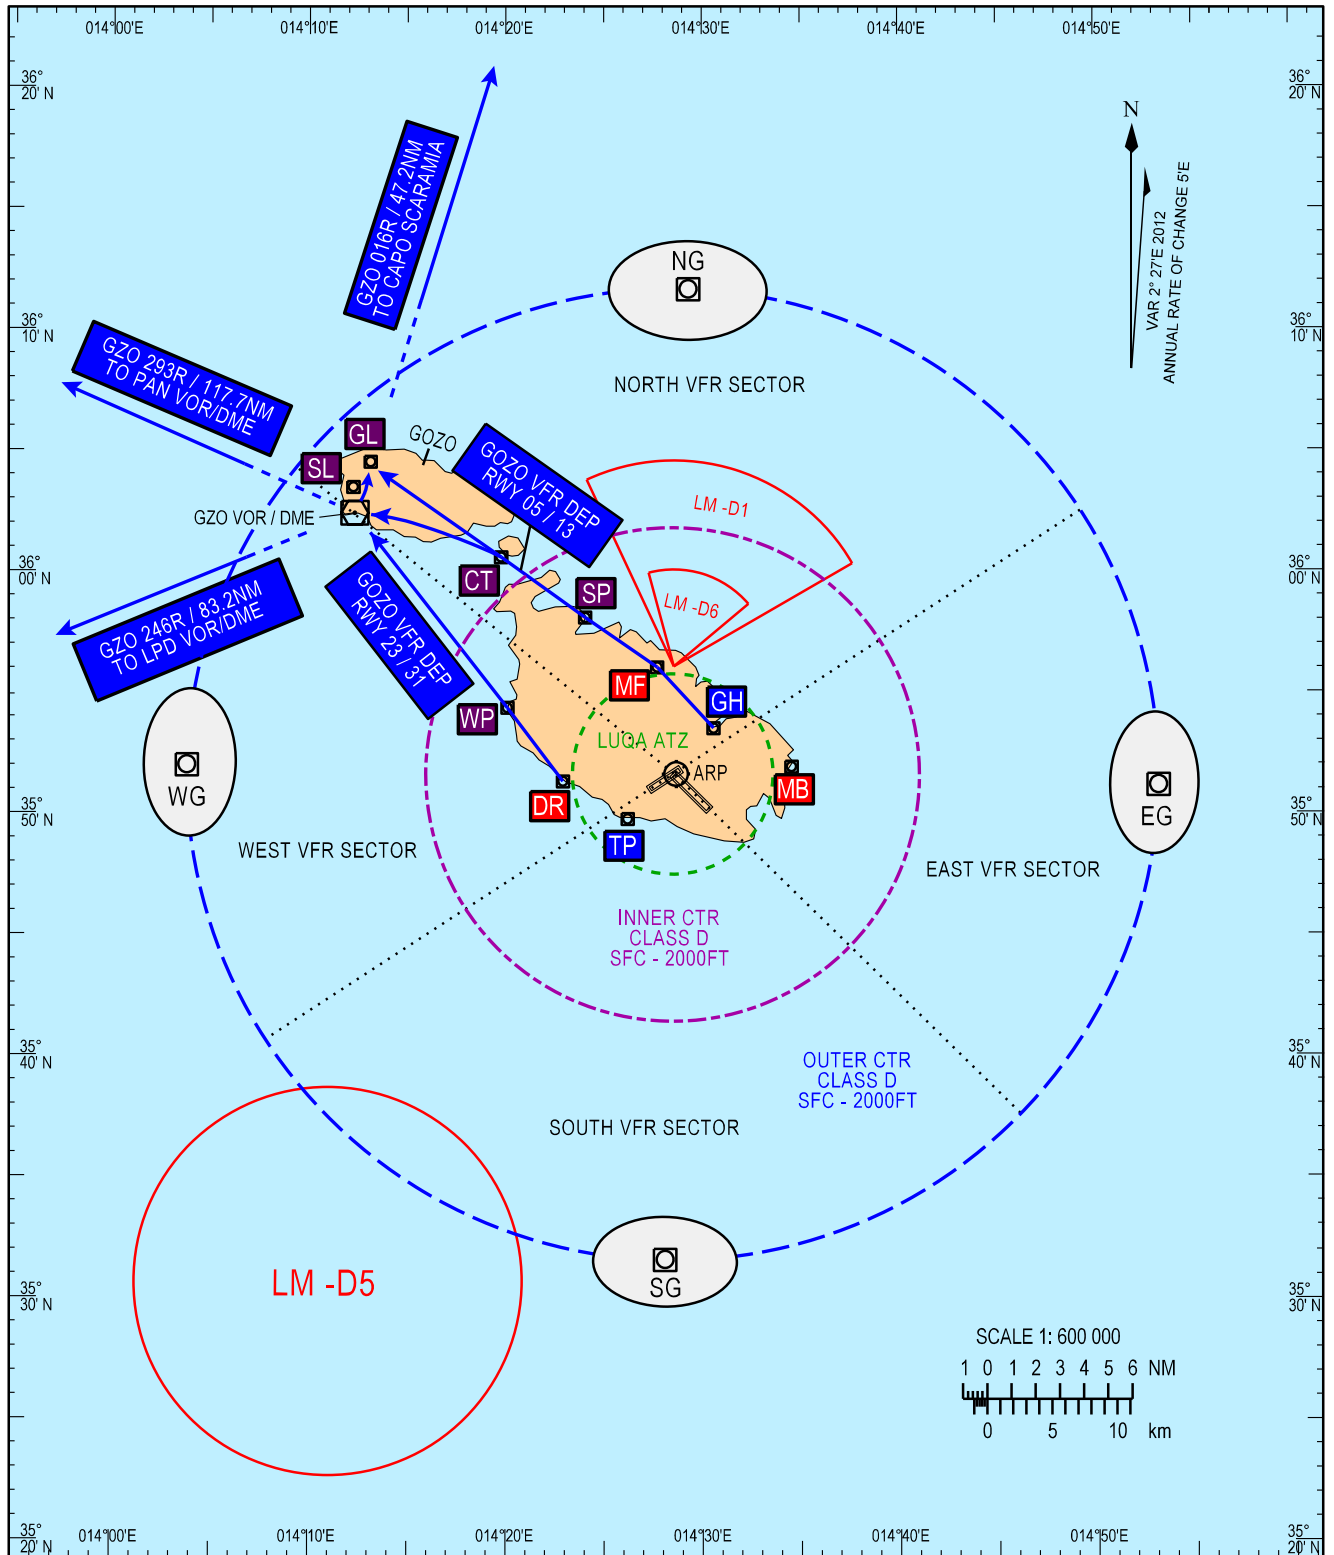 014°00'E
014°10'E
014°20'E
014°30'E
014°40'E
014°50'E
36°
20' N
36°
20' N
N
VAR 2° 27'E 2012
ANNUAL RATE OF CHANGE 5'E
GZO 016R / 47.2NM
TO CAPO SCARAMIA
NG
36°
10' N
36°
10' N
GZO 293R / 117.7NM
TO PAN VOR/DME
NORTH VFR SECTOR
GL
GOZO
SL
GOZO VFR DEP
RWY 05 / 13
LM -D1
GZO VOR / DME
36°
00' N
36°
00' N
CT
SP
LM -D6
GZO 246R / 83.2NM
TO LPD VOR/DME
GOZO VFR DEP
RWY 23 / 31
MF
GH
WP
LUQA ATZ
ARP
WG
DR
MB
EG
35°
50' N
35°
50' N
TP
WEST VFR SECTOR
EAST VFR SECTOR
INNER CTR
CLASS D
SFC - 2000FT
35°
40' N
35°
40' N
OUTER CTR
CLASS D
SFC - 2000FT
SOUTH VFR SECTOR
LM -D5
SG
35°
30' N
35°
30' N
SCALE 1: 600 000
1 0 1 2 3 4 5 6 NM
0 5 10 km
35°
20' N
35°
20' N
014°00'E
014°10'E
014°20'E
014°30'E
014°40'E
014°50'E